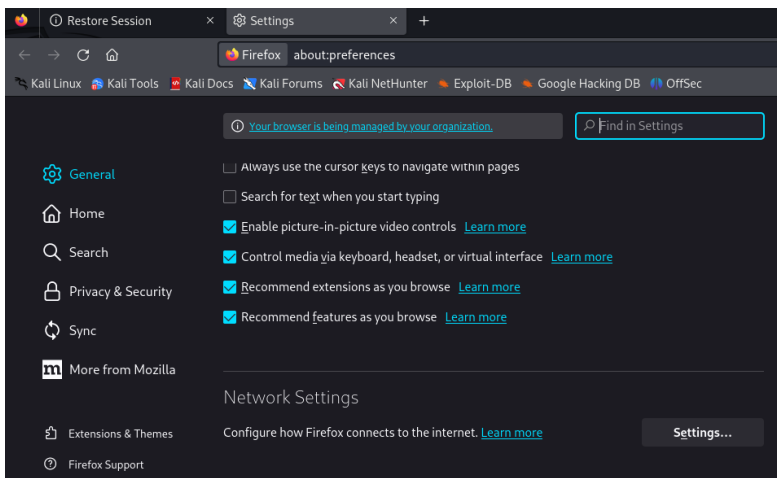 Restore Session
Settings
Firefox about:preferences
Kali Linux Kali Tools Kali Docs Kali Forums Kali NetHunter Exploit-DB Google Hacking DB OffSec
Your browser is being managed by your organization.
Find in Settings
General
Home
Search
Privacy & Security
Sync
More from Mozilla
Extensions & Themes
Firefox Support
Always use the cursor keys to navigate within pages
Search for text when you start typing
Enable picture-in-picture video controls Learn more
Control media via keyboard, headset, or virtual interface Learn more
Recommend extensions as you browse Learn more
Recommend features as you browse Learn more
Network Settings
Configure how Firefox connects to the internet. Learn more
Settings...